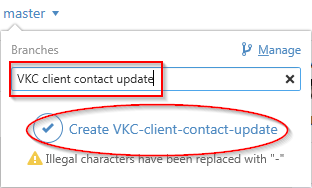 master
Branches
Manage
VKC client contact update
Create VKC-client-contact-update
Illegal characters have been replaced with "-"